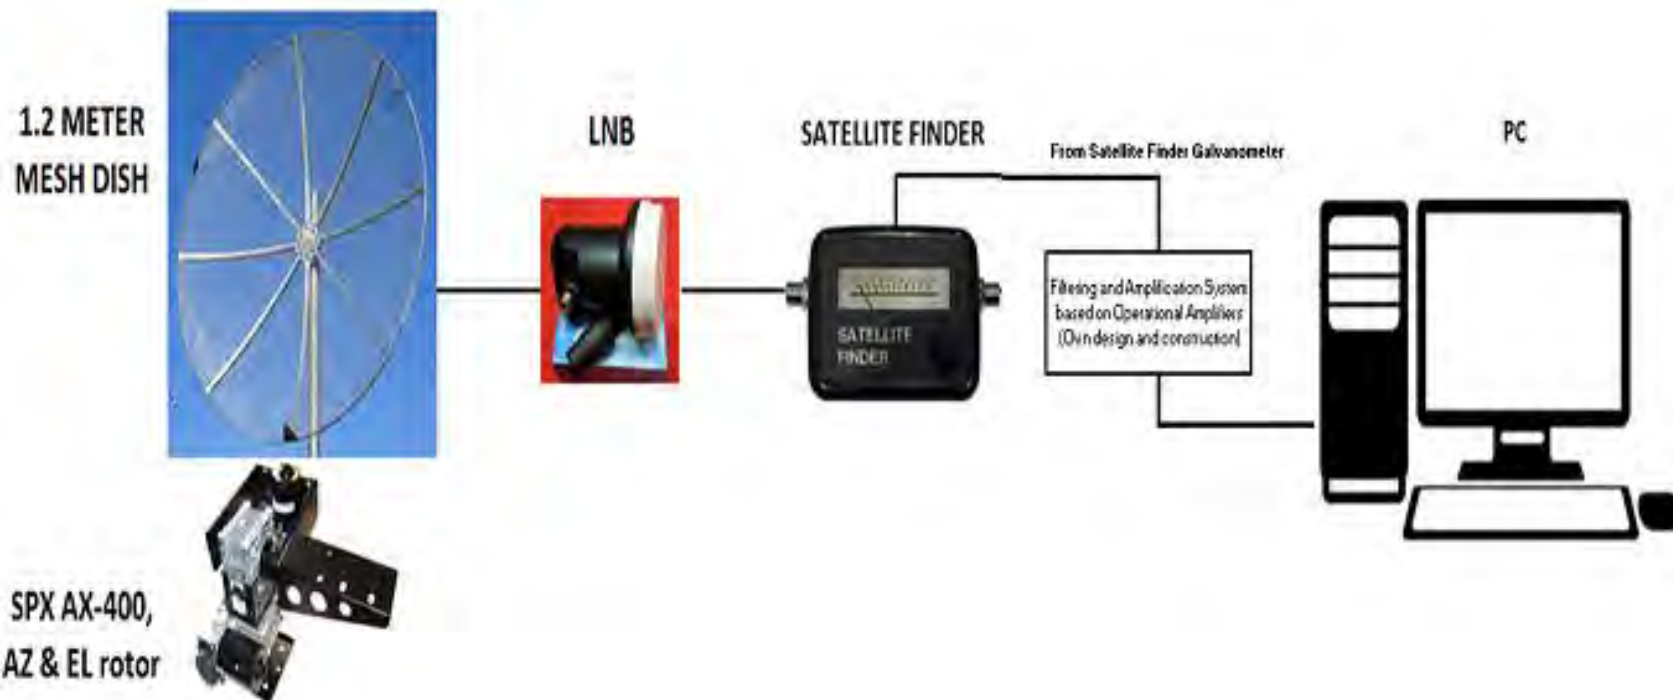 1.2 METER
MESH DISH
LNB
SATELLITE FINDER
From Satellite Finder Galvanometer
PC
Filtering and Amplification System
based on Operational Amplifiers
(Own design and construction)
SATELLITE
FINDER
SPX AX-400,
AZ & EL rotor